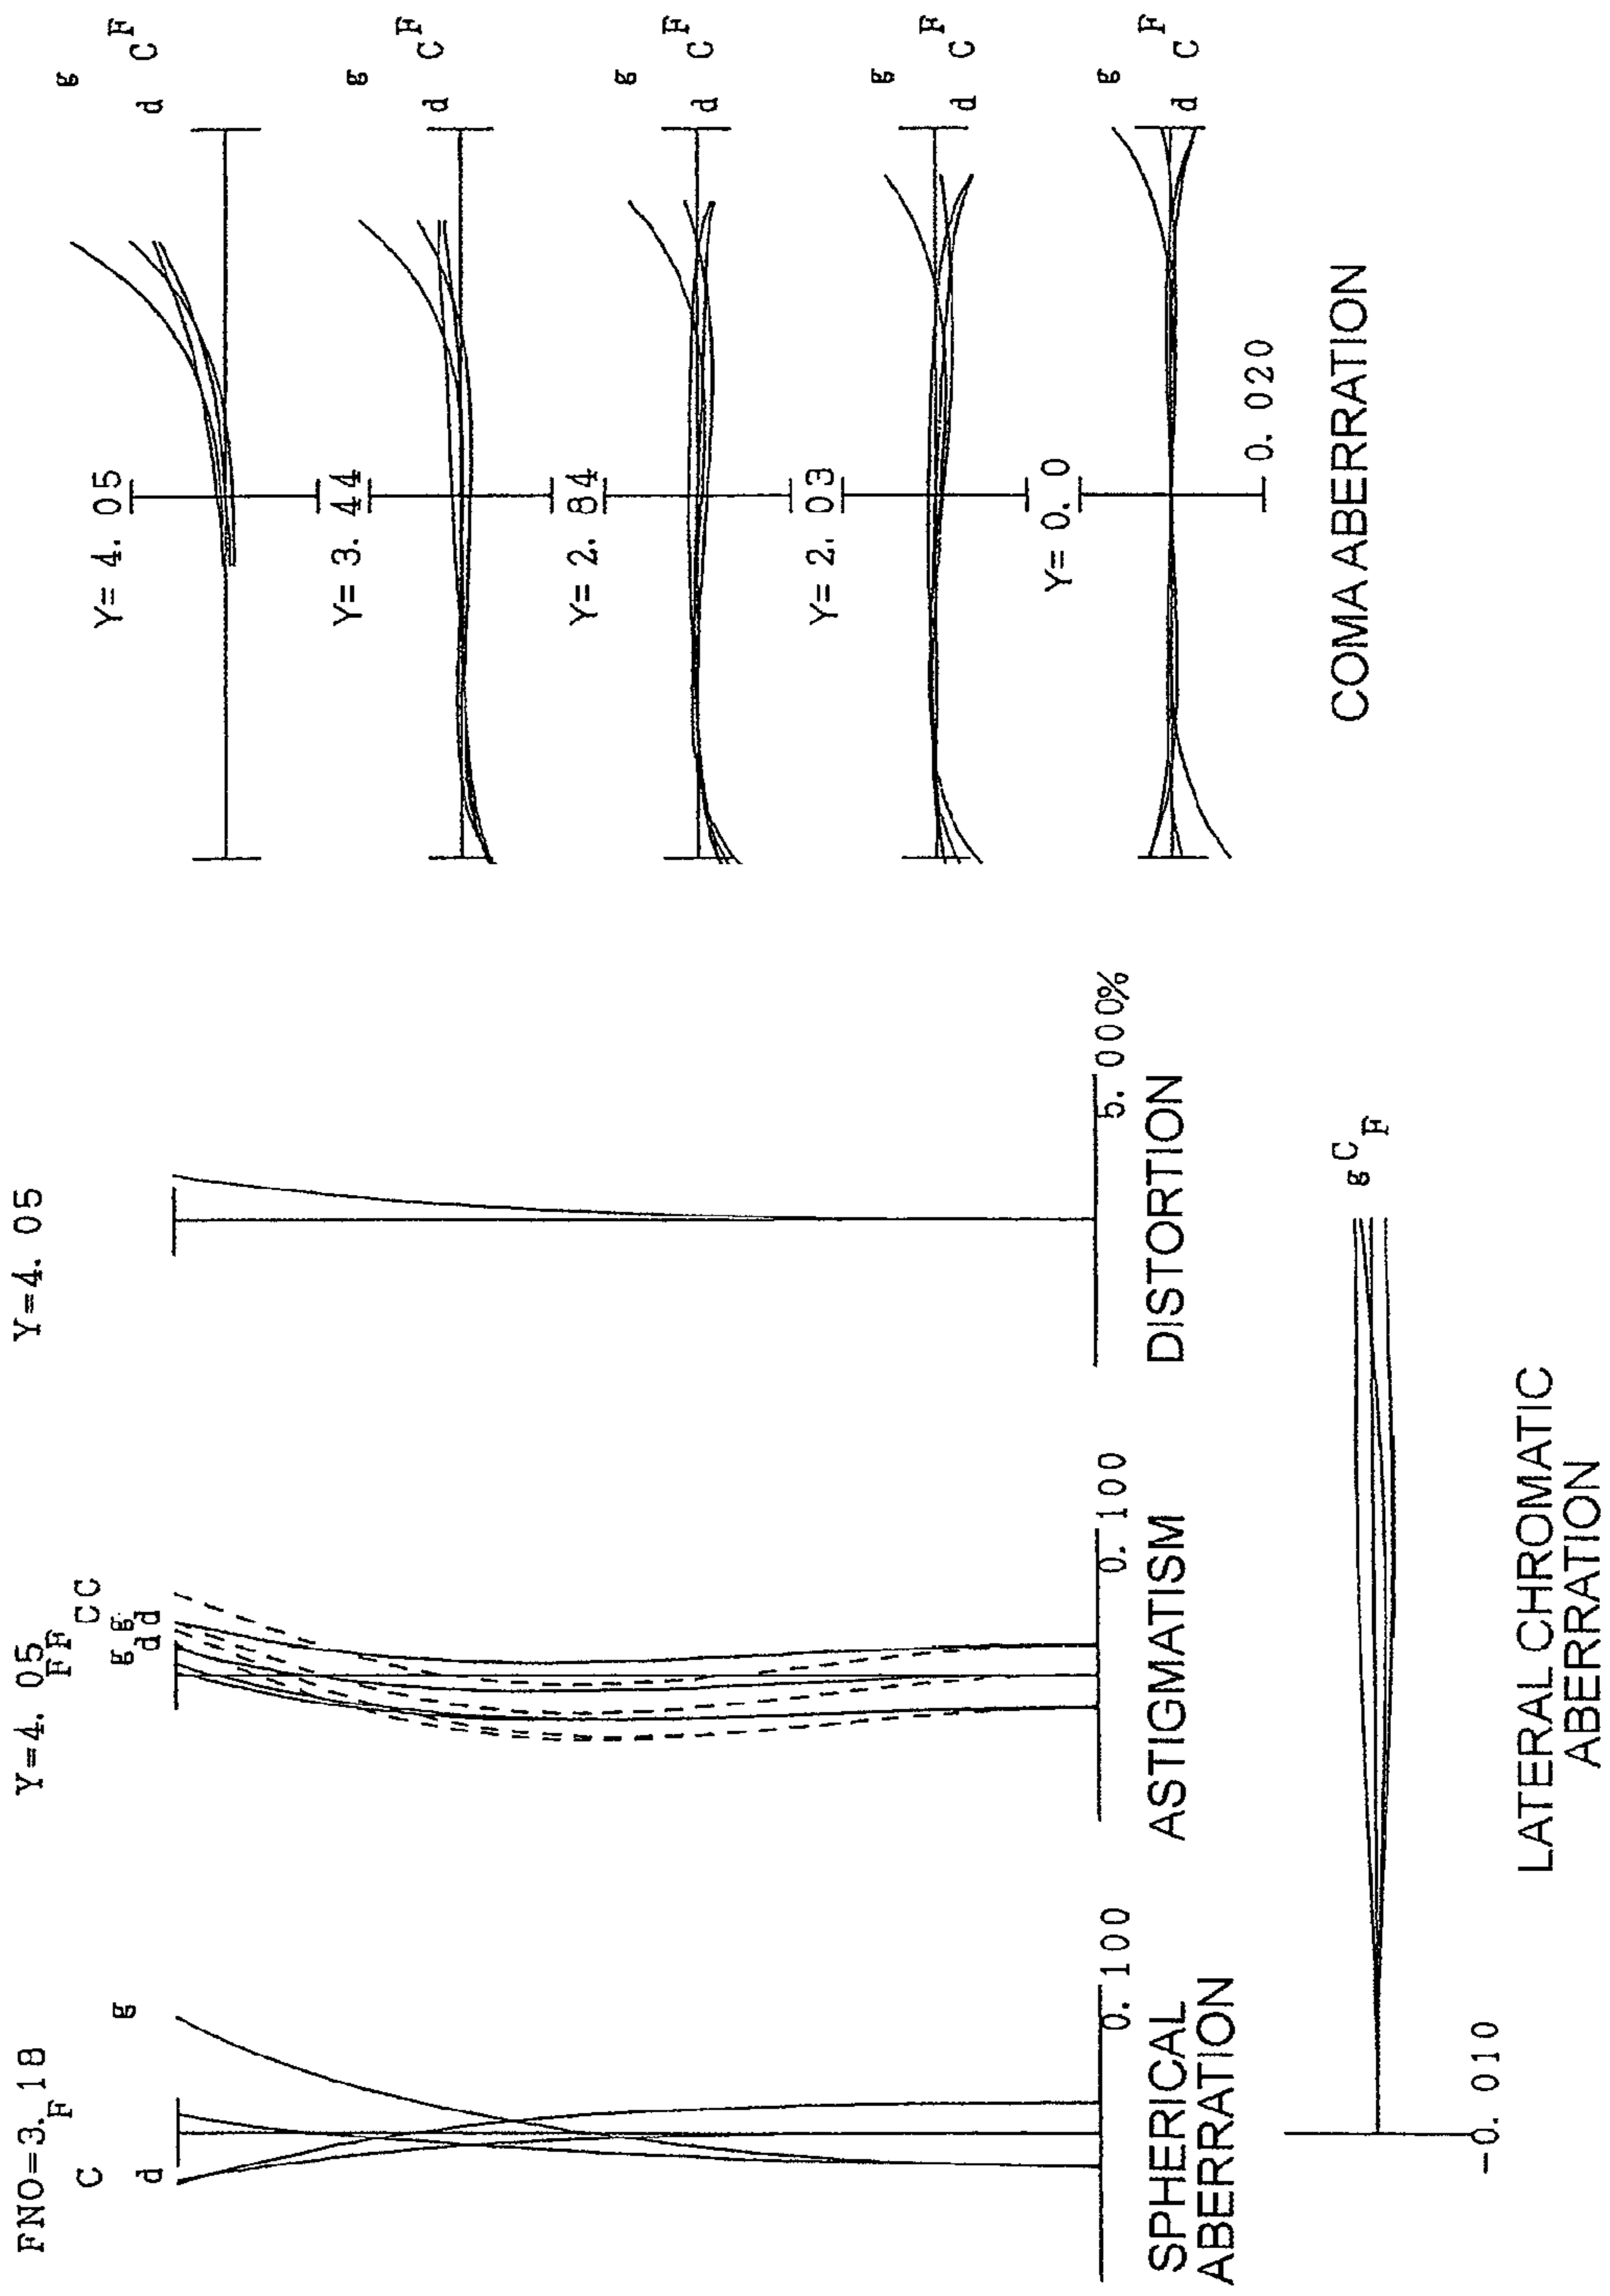 FNO=3.18
C
F
d
g
0.100
SPHERICAL
ABERRATION
Y=4.05
F F
C C
g g
d d
0.100
ASTIGMATISM
Y=4.05
5.000%
DISTORTION
-0.010
g C
F
LATERAL CHROMATIC
ABERRATION
Y=4.05
g
F
d
C
Y=3.44
g
F
d
C
Y=2.84
g
F
d
C
Y=2.03
g
F
d
C
Y=0.0
g
F
d
C
0.020
COMA ABERRATION